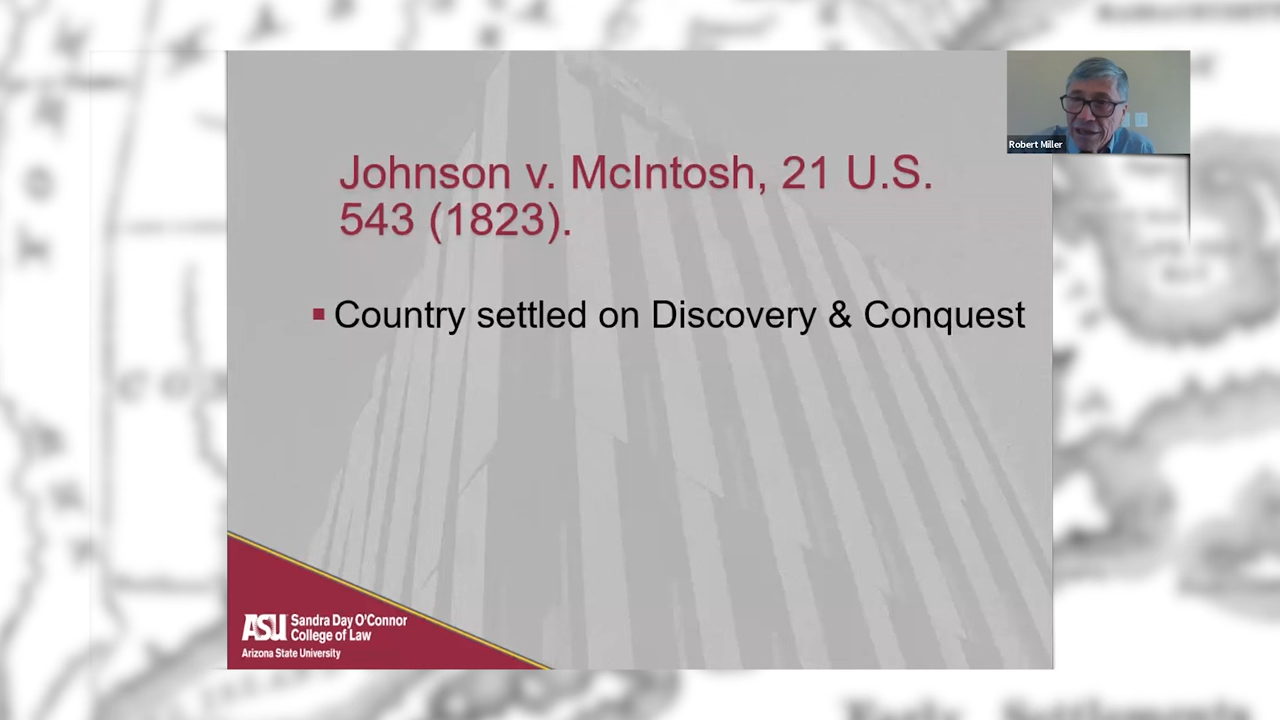 Robert Miller
Johnson v. McIntosh, 21 U.S.
543 (1823).
Country settled on Discovery & Conquest
ASU Sandra Day O'Connor
College of Law
Arizona State University